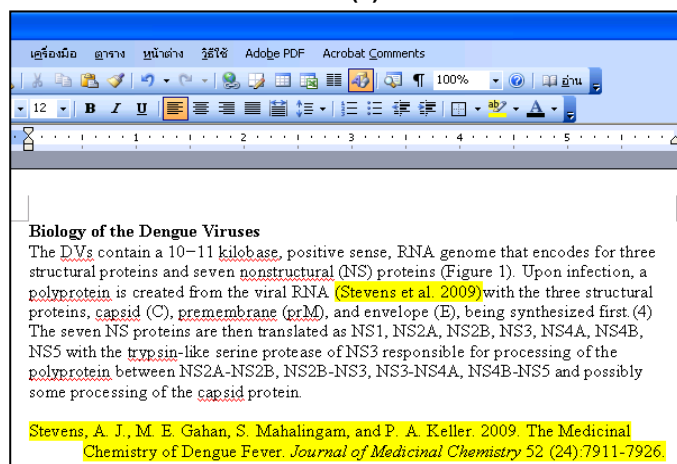 เครื่องมือ ตาราง หน้าต่าง วิธีใช้ Adobe PDF Acrobat Comments
100% อ่าน
12 B I U A
1 2 3 4 5
Biology of the Dengue Viruses
The DVs contain a 10−11 kilobase, positive sense, RNA genome that encodes for three
structural proteins and seven nonstructural (NS) proteins (Figure 1). Upon infection, a
polyprotein is created from the viral RNA (Stevens et al. 2009)with the three structural
proteins, capsid (C), premembrane (prM), and envelope (E), being synthesized first.(4)
The seven NS proteins are then translated as NS1, NS2A, NS2B, NS3, NS4A, NS4B,
NS5 with the trypsin-like serine protease of NS3 responsible for processing of the
polyprotein between NS2A-NS2B, NS2B-NS3, NS3-NS4A, NS4B-NS5 and possibly
some processing of the capsid protein.
Stevens, A. J., M. E. Gahan, S. Mahalingam, and P. A. Keller. 2009. The Medicinal
Chemistry of Dengue Fever. Journal of Medicinal Chemistry 52 (24):7911-7926.